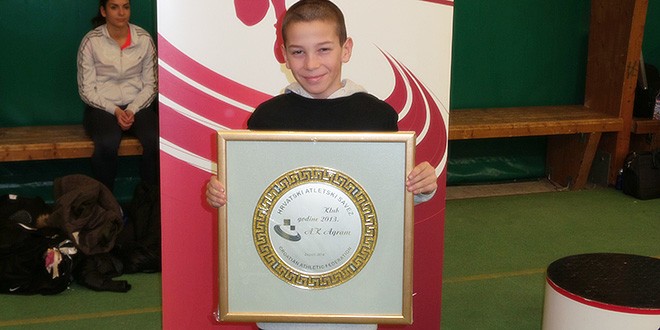 HRVATSKI ATLETSKI SAVEZ
Klub
godine 2013.
AK Agram
CROATIAN ATHLETIC FEDERATION